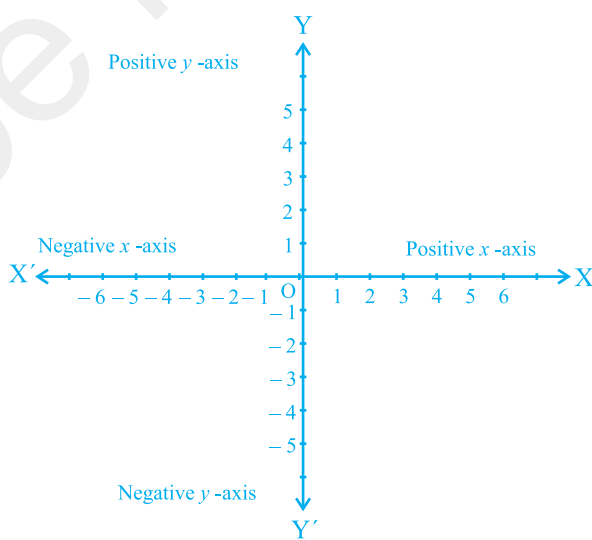 Y
Positive y -axis
5
4
3
2
Negative x -axis
1
Positive x -axis
X´
X
– 6 – 5 – 4 – 3 – 2 – 1 O 1 2 3 4 5 6
– 1
– 2
– 3
– 4
– 5
Negative y -axis
Y´